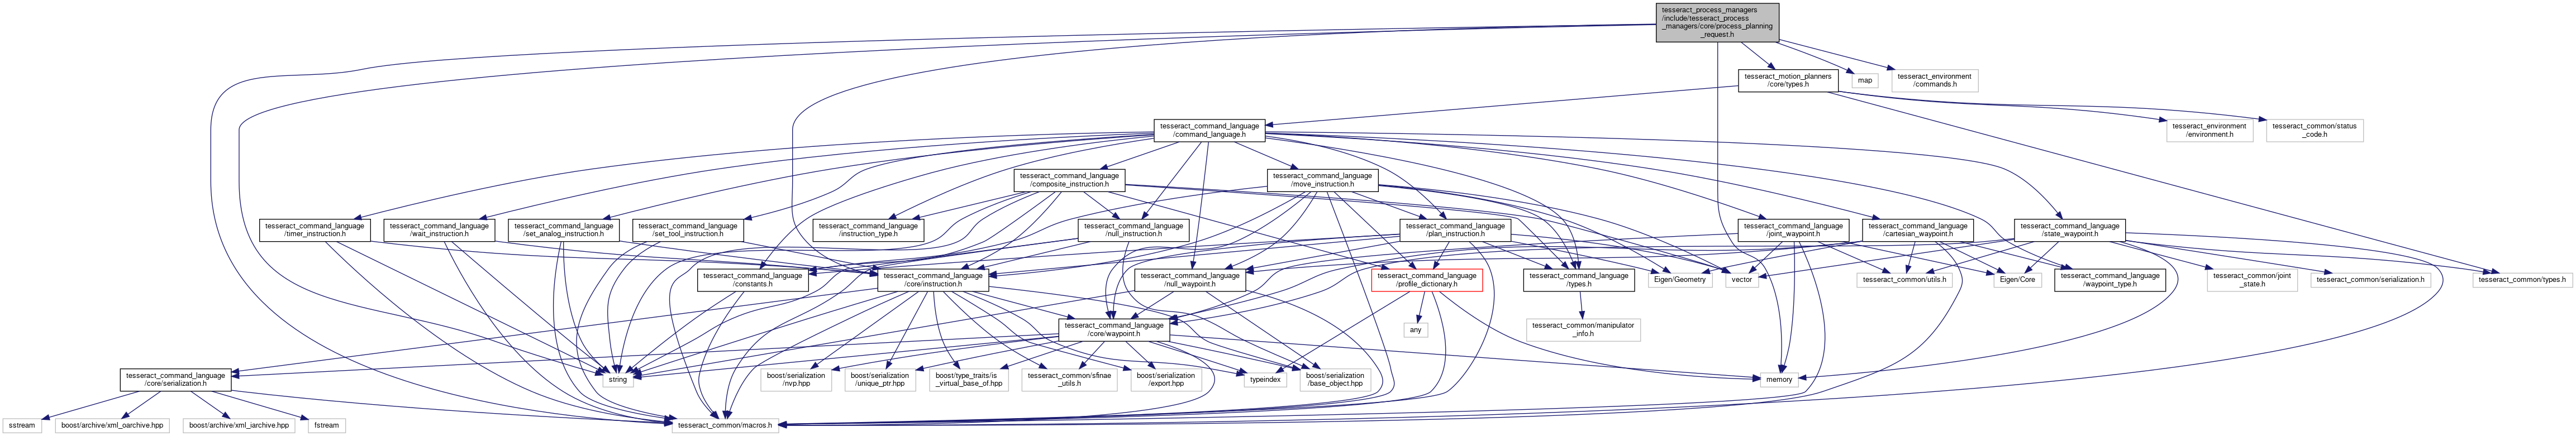 tesseract_process_managers
/include/tesseract_process
_managers/core/process_planning
_request.h
tesseract_motion_planners
/core/types.h
map
tesseract_environment
/commands.h
tesseract_command_language
/command_language.h
tesseract_environment
/environment.h
tesseract_common/status
_code.h
tesseract_command_language
/composite_instruction.h
tesseract_command_language
/move_instruction.h
tesseract_command_language
/timer_instruction.h
tesseract_command_language
/wait_instruction.h
tesseract_command_language
/set_analog_instruction.h
tesseract_command_language
/set_tool_instruction.h
tesseract_command_language
/instruction_type.h
tesseract_command_language
/null_instruction.h
tesseract_command_language
/plan_instruction.h
tesseract_command_language
/joint_waypoint.h
tesseract_command_language
/cartesian_waypoint.h
tesseract_command_language
/state_waypoint.h
tesseract_command_language
/constants.h
tesseract_command_language
/core/instruction.h
tesseract_command_language
/null_waypoint.h
tesseract_command_language
/profile_dictionary.h
tesseract_command_language
/types.h
Eigen/Geometry
vector
tesseract_common/utils.h
Eigen/Core
tesseract_command_language
/waypoint_type.h
tesseract_common/joint
_state.h
tesseract_common/serialization.h
tesseract_common/types.h
tesseract_command_language
/core/waypoint.h
any
tesseract_common/manipulator
_info.h
tesseract_command_language
/core/serialization.h
string
boost/serialization
/nvp.hpp
boost/serialization
/unique_ptr.hpp
boost/type_traits/is
_virtual_base_of.hpp
tesseract_common/sfinae
_utils.h
boost/serialization
/export.hpp
typeindex
boost/serialization
/base_object.hpp
memory
sstream
boost/archive/xml_oarchive.hpp
boost/archive/xml_iarchive.hpp
fstream
tesseract_common/macros.h